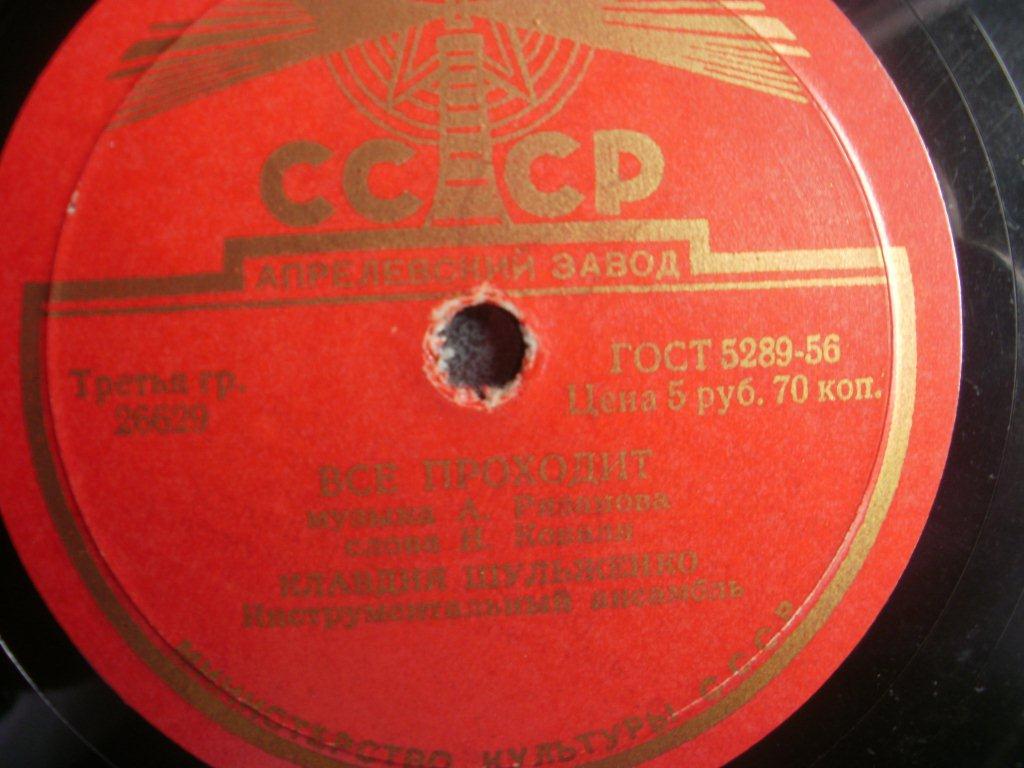 СССР
АПРЕЛЕВСКИЙ ЗАВОД
Третья гр.
26629
ГОСТ 5289-56
Цена 5 руб. 70 коп.
ВСЕ ПРОХОДИТ
музыка А. Рязанова
слова Н. Коваля
КЛАВДИЯ ШУЛЬЖЕНКО
Инструментальный ансамбль
МИНИСТЕРСТВО КУЛЬТУРЫ СССР